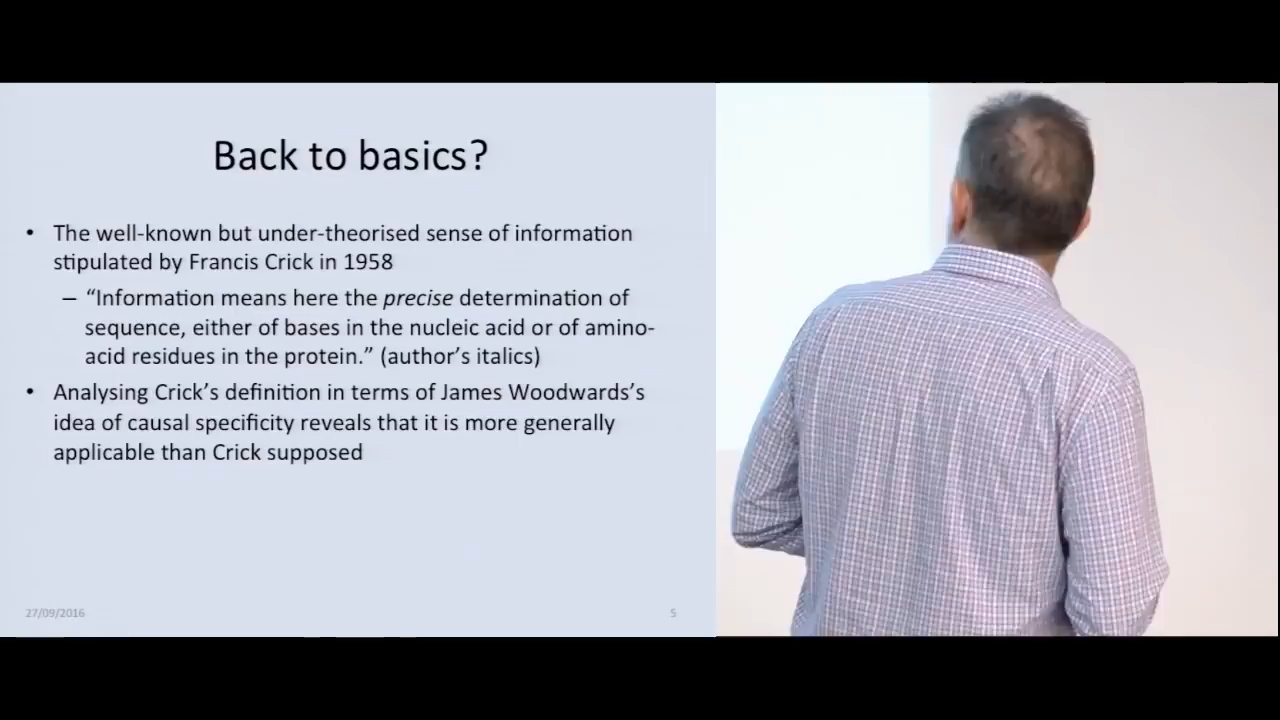 Back to basics?
• The well-known but under-theorised sense of information
stipulated by Francis Crick in 1958
– “Information means here the precise determination of
sequence, either of bases in the nucleic acid or of amino-
acid residues in the protein.” (author’s italics)
• Analysing Crick’s definition in terms of James Woodwards’s
idea of causal specificity reveals that it is more generally
applicable than Crick supposed
27/09/2016
5